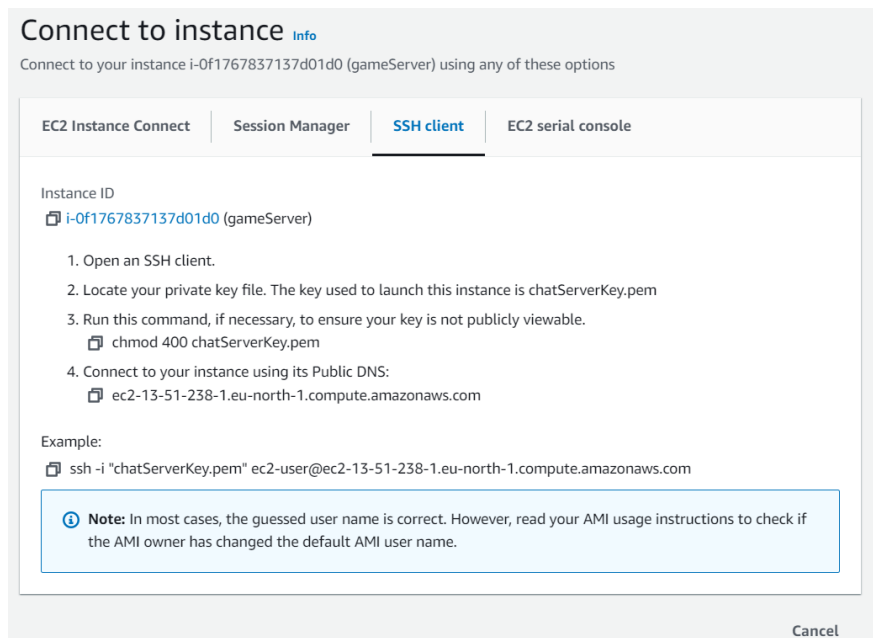 Connect to instance Info
Connect to your instance i-0f1767837137d01d0 (gameServer) using any of these options
EC2 Instance Connect
Session Manager
SSH client
EC2 serial console
Instance ID
i-0f1767837137d01d0 (gameServer)
1. Open an SSH client.
2. Locate your private key file. The key used to launch this instance is chatServerKey.pem
3. Run this command, if necessary, to ensure your key is not publicly viewable.
chmod 400 chatServerKey.pem
4. Connect to your instance using its Public DNS:
ec2-13-51-238-1.eu-north-1.compute.amazonaws.com
Example:
ssh -i "chatServerKey.pem" ec2-user@ec2-13-51-238-1.eu-north-1.compute.amazonaws.com
Note: In most cases, the guessed user name is correct. However, read your AMI usage instructions to check if
the AMI owner has changed the default AMI user name.
Cancel